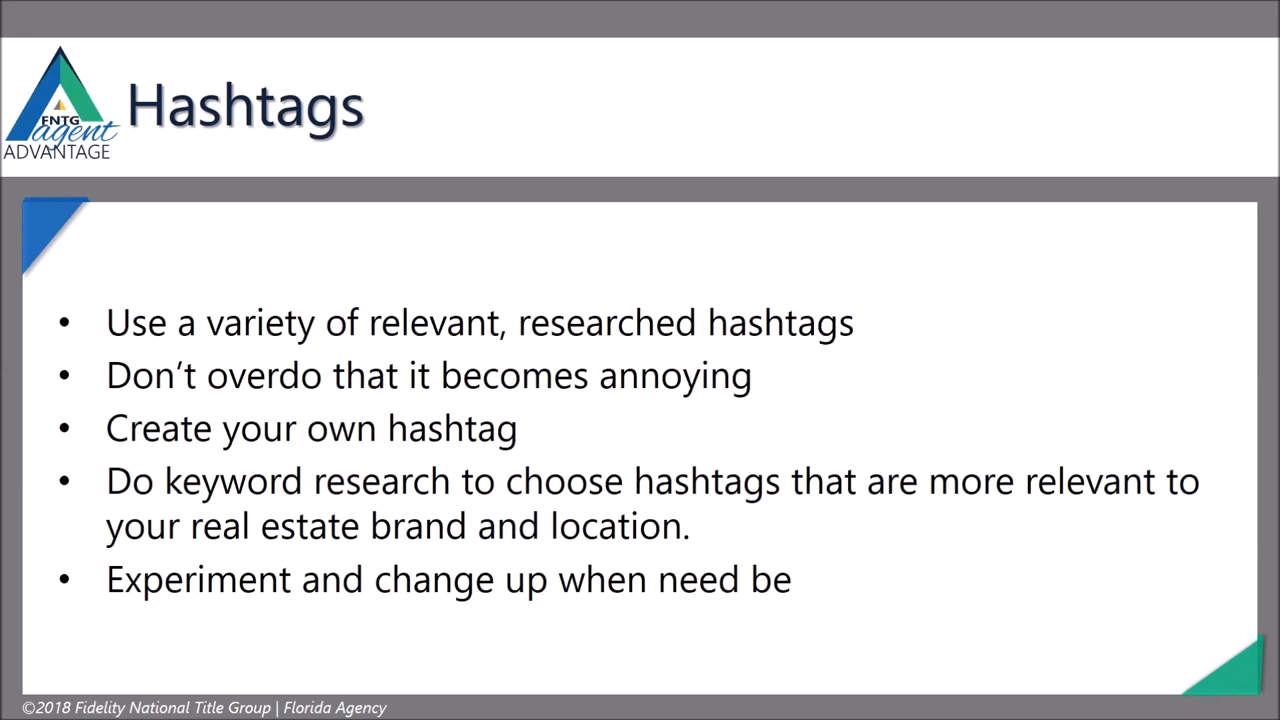 FNTG
agent
ADVANTAGE
Hashtags
• Use a variety of relevant, researched hashtags
• Don’t overdo that it becomes annoying
• Create your own hashtag
• Do keyword research to choose hashtags that are more relevant to
your real estate brand and location.
• Experiment and change up when need be
©2018 Fidelity National Title Group | Florida Agency